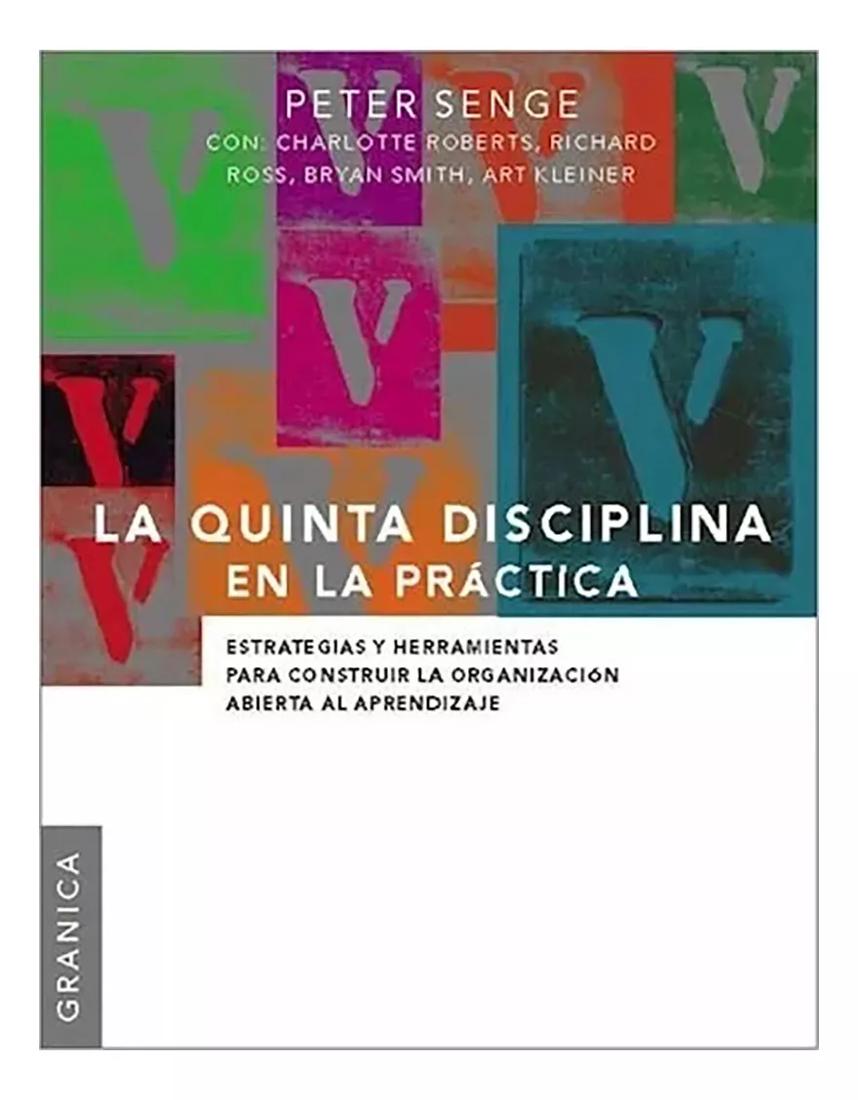 PETER SENGE
CON: CHARLOTTE ROBERTS, RICHARD
ROSS, BRYAN SMITH, ART KLEINER
V
V
V
V
V
V
V
V
V
LA QUINTA DISCIPLINA
EN LA PRÁCTICA
ESTRATEGIAS Y HERRAMIENTAS
PARA CONSTRUIR LA ORGANIZACIÓN
ABIERTA AL APRENDIZAJE
GRANICA